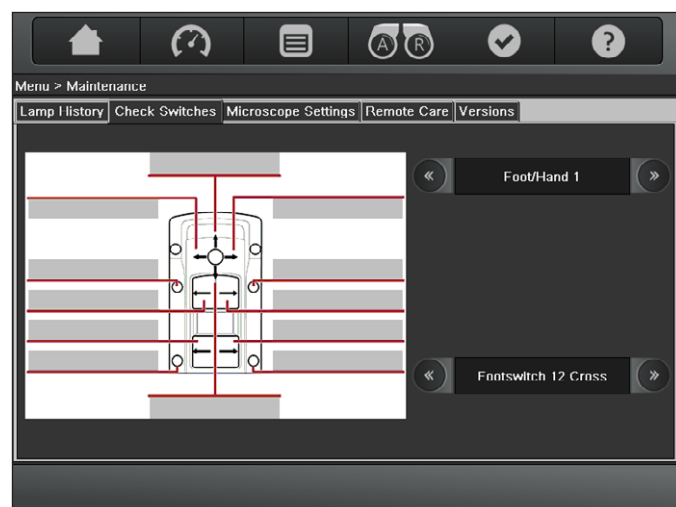 A R ?
Menu > Maintenance
Lamp History Check Switches Microscope Settings Remote Care Versions
« Foot/Hand 1 »
« Footswitch 12 Cross »